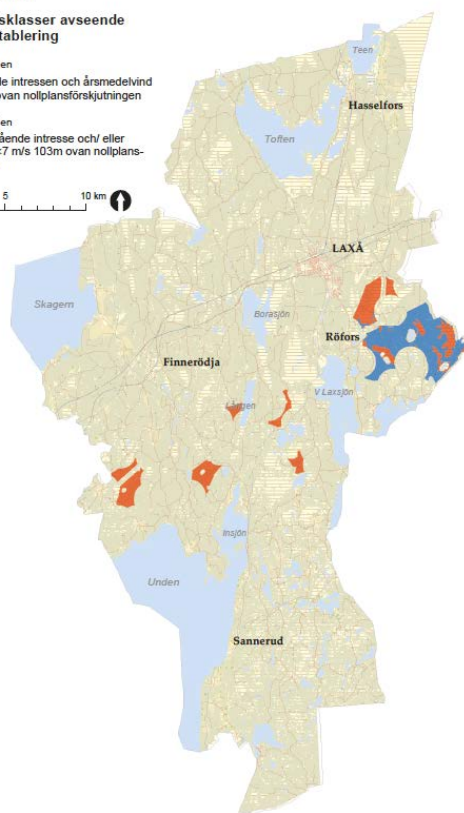 sklasser avseende
tablering
en
le intressen och årsmedelvind
ovan nollplansförskjutningen
en
ående intresse och/ eller
<7 m/s 103m ovan nollplans-
5 10 km
Teen
Hasselfors
Toften
LAXÅ
Skagern
Borasjön
Röfors
Finnerödja
V Laxsjön
Insjön
Unden
Sannerud